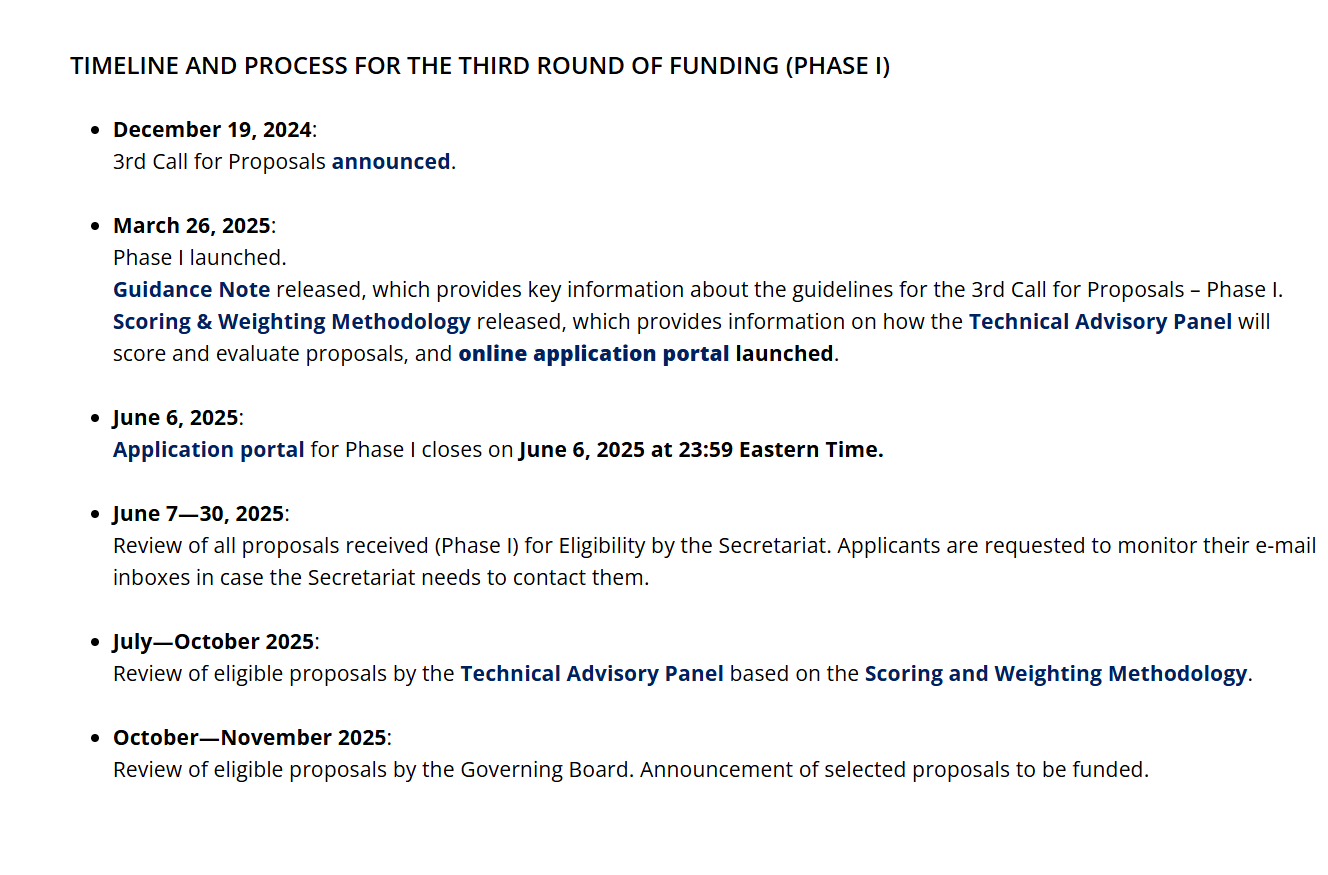 TIMELINE AND PROCESS FOR THE THIRD ROUND OF FUNDING (PHASE I)
• December 19, 2024:
3rd Call for Proposals announced.
• March 26, 2025:
Phase I launched.
Guidance Note released, which provides key information about the guidelines for the 3rd Call for Proposals – Phase I.
Scoring & Weighting Methodology released, which provides information on how the Technical Advisory Panel will
score and evaluate proposals, and online application portal launched.
• June 6, 2025:
Application portal for Phase I closes on June 6, 2025 at 23:59 Eastern Time.
• June 7—30, 2025:
Review of all proposals received (Phase I) for Eligibility by the Secretariat. Applicants are requested to monitor their e-mail
inboxes in case the Secretariat needs to contact them.
• July—October 2025:
Review of eligible proposals by the Technical Advisory Panel based on the Scoring and Weighting Methodology.
• October—November 2025:
Review of eligible proposals by the Governing Board. Announcement of selected proposals to be funded.